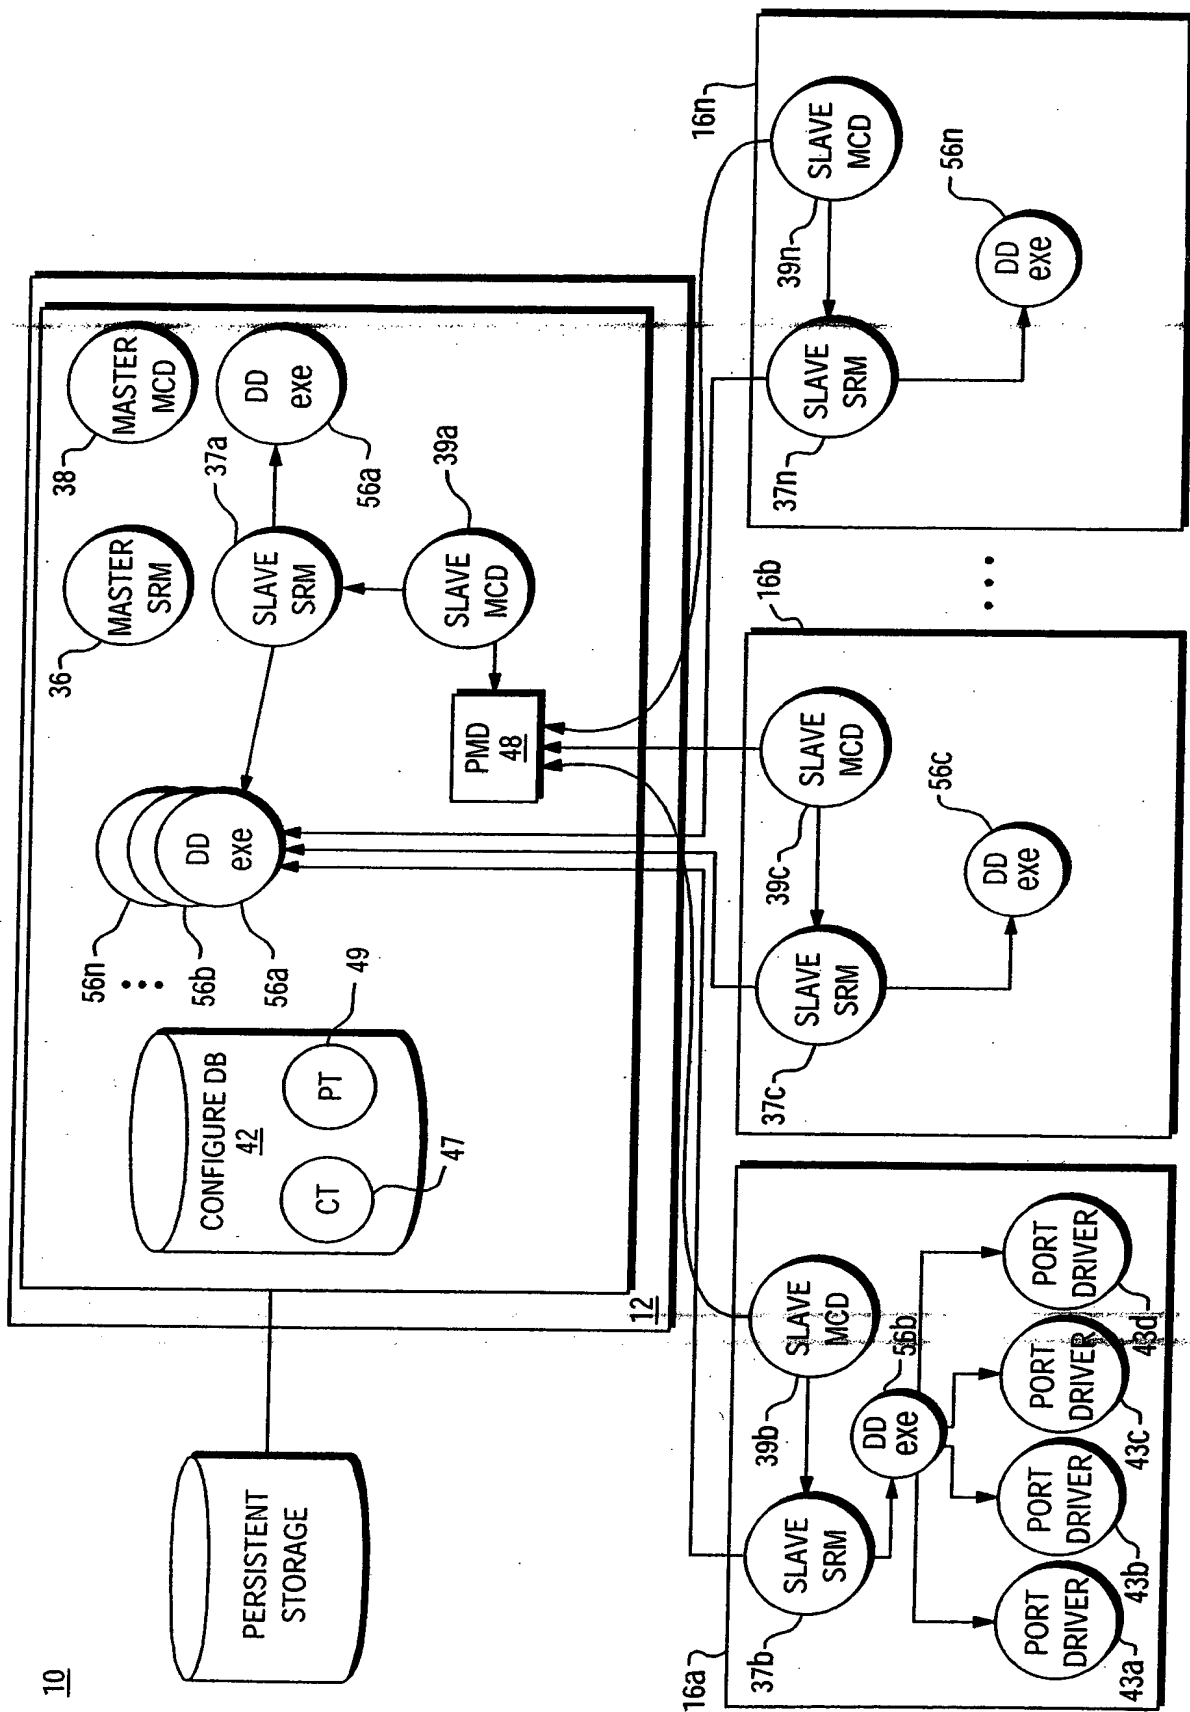 10
PERSISTENT
STORAGE
CONFIGURE DB
42
CT
PT
47
49
56n
56b
56a
DD
exe
36
MASTER
SRM
38
MASTER
MCD
37a
SLAVE
SRM
DD
exe
56a
39a
SLAVE
MCD
PMD
48
12
16a
SLAVE
SRM
37b
SLAVE
MCD
39b
DD
exe
56b
PORT
DRIVER
43a
PORT
DRIVER
43b
PORT
DRIVER
43c
PORT
DRIVER
43d
16b
SLAVE
SRM
37c
SLAVE
MCD
39c
DD
exe
56c
16n
SLAVE
SRM
37n
SLAVE
MCD
39n
DD
exe
56n